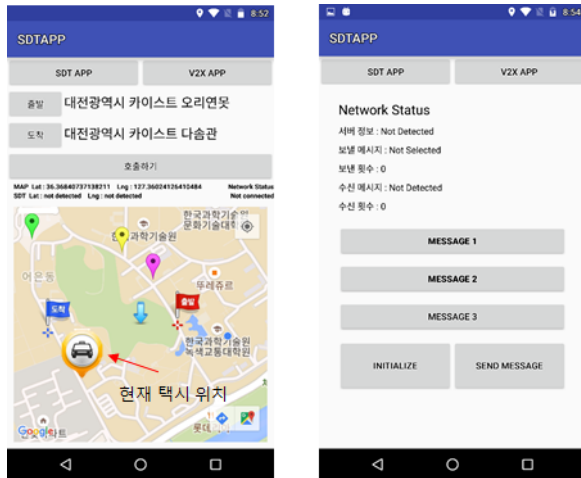 8:52
SDTAPP
SDT APP
V2X APP
출발 대전광역시 카이스트 오리연못
도착 대전광역시 카이스트 다솜관
호출하기
MAP Lat : 36.36840737138211 Lng : 127.36024126410484 Network Status
SDT Lat : not detected Lng : not detected Not connected
한국과학기술원
문화기술대학
과학기술원
어은동
뚜레쥬르
도착
출발
한국과학기술원
녹색교통대학원
현재 택시 위치
Google
롯데
8:54
SDTAPP
SDT APP
V2X APP
Network Status
서버 정보 : Not Detected
보낼 메시지 : Not Selected
보낸 횟수 : 0
수신 메시지 : Not Detected
수신 횟수 : 0
MESSAGE 1
MESSAGE 2
MESSAGE 3
INITIALIZE
SEND MESSAGE